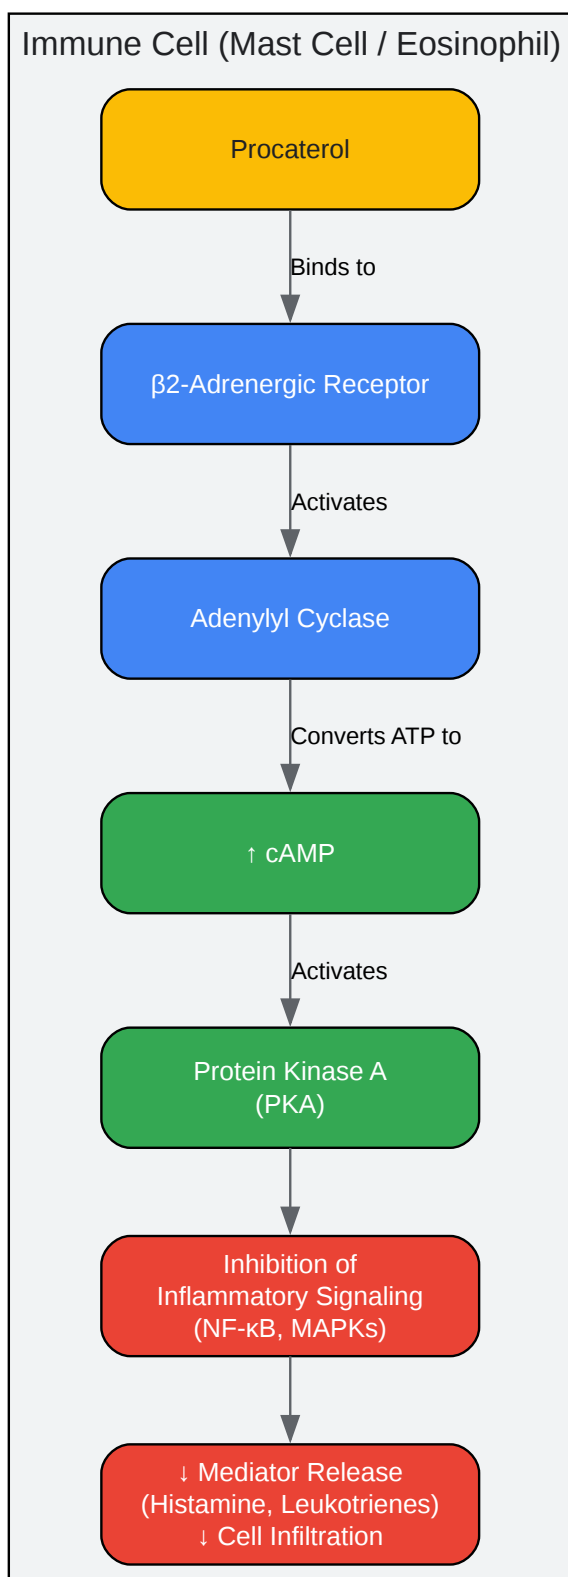 Immune Cell (Mast Cell / Eosinophil)
Procaterol
Binds to
β2-Adrenergic Receptor
Activates
Adenylyl Cyclase
Converts ATP to
↑ cAMP
Activates
Protein Kinase A
(PKA)
Inhibition of
Inflammatory Signaling
(NF-κB, MAPKs)
↓ Mediator Release
(Histamine, Leukotrienes)
↓ Cell Infiltration